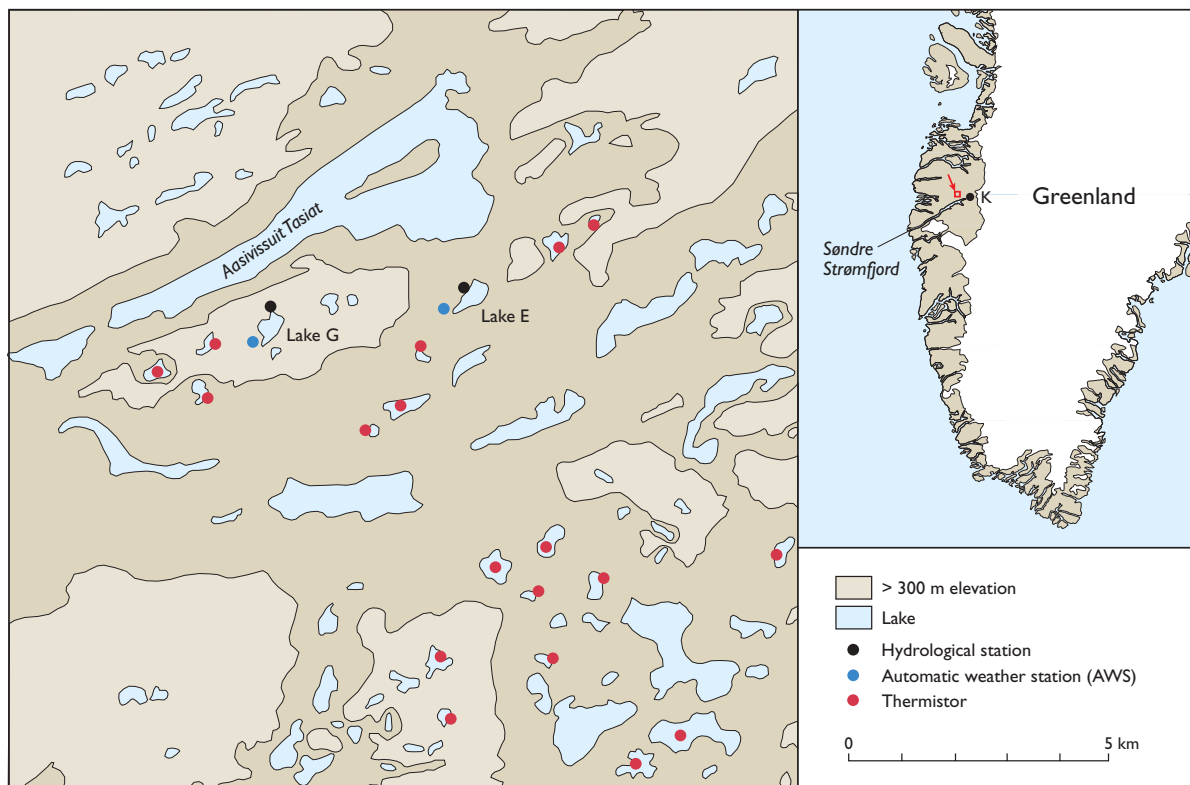 Aasivissuit Tasiat
Lake G
Lake E
K
Greenland
Søndre
Strømfjord
> 300 m elevation
Lake
Hydrological station
Automatic weather station (AWS)
Thermistor
0
5 km